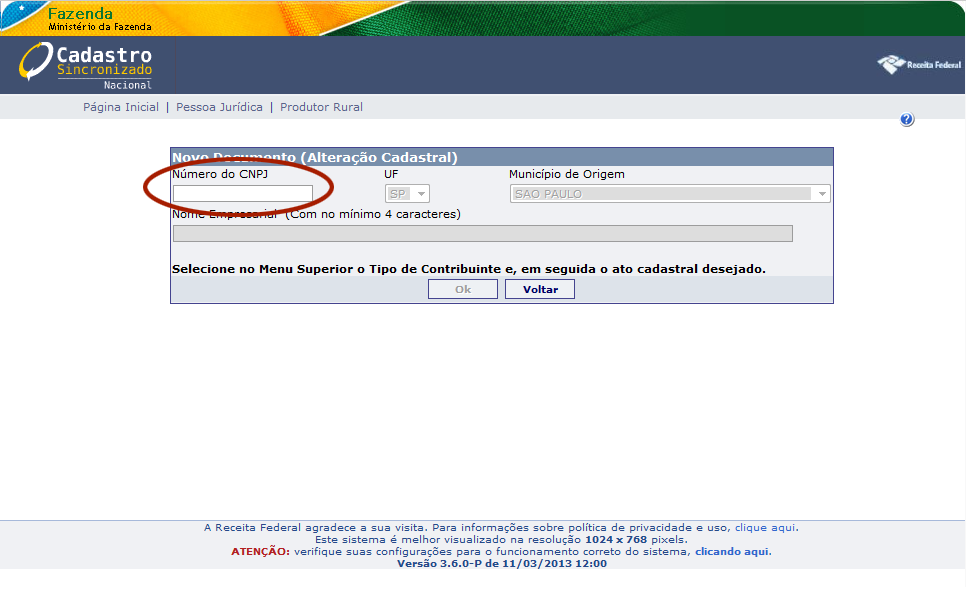 Fazenda
Ministério da Fazenda
Cadastro
Sincronizado
Nacional
Receita Federal
Página Inicial | Pessoa Jurídica | Produtor Rural
?
Novo Documento (Alteração Cadastral)
Número do CNPJ UF Município de Origem
SP SAO PAULO
Nome Empresarial (Com no mínimo 4 caracteres)
Selecione no Menu Superior o Tipo de Contribuinte e, em seguida o ato cadastral desejado.
Ok Voltar
A Receita Federal agradece a sua visita. Para informações sobre política de privacidade e uso, clique aqui.
Este sistema é melhor visualizado na resolução 1024 x 768 pixels.
ATENÇÃO: verifique suas configurações para o funcionamento correto do sistema, clicando aqui.
Versão 3.6.0-P de 11/03/2013 12:00